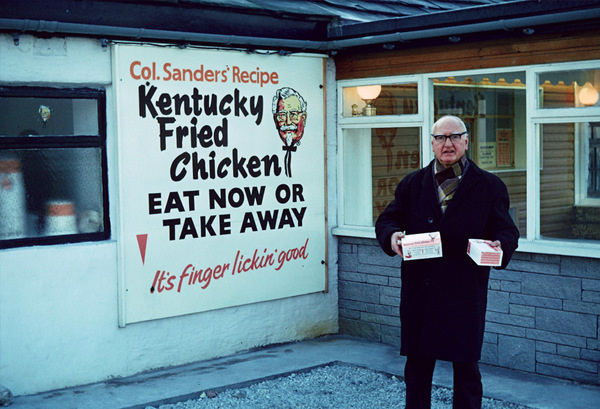 Col. Sanders' Recipe
Kentucky
Fried
Chicken
EAT NOW OR
TAKE AWAY
It's finger lickin' good